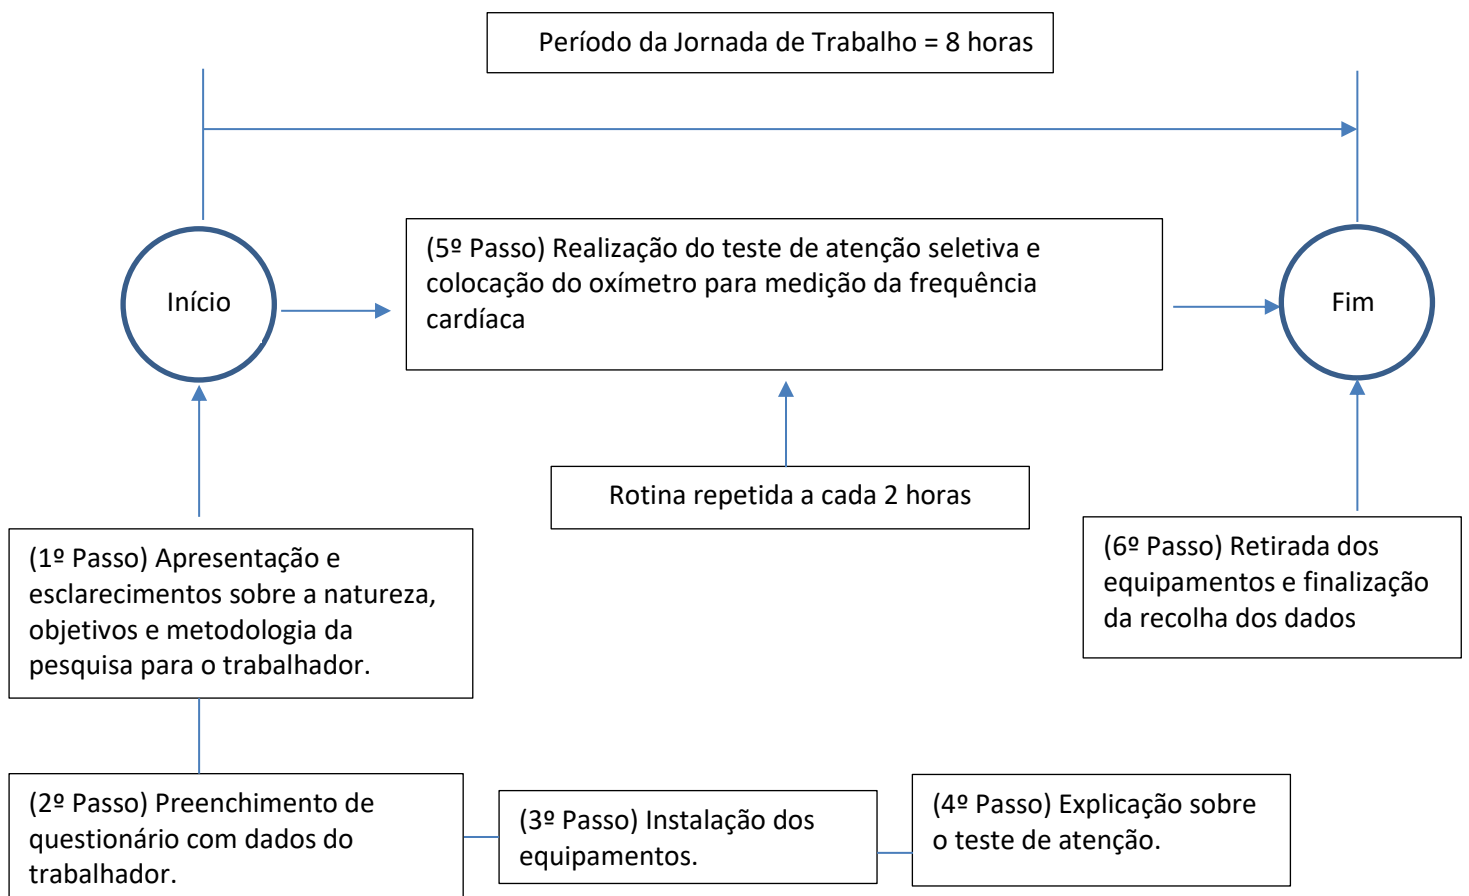 Período da Jornada de Trabalho = 8 horas
Início
(5º Passo) Realização do teste de atenção seletiva e
colocação do oxímetro para medição da frequência
cardíaca
Fim
Rotina repetida a cada 2 horas
(1º Passo) Apresentação e
esclarecimentos sobre a natureza,
objetivos e metodologia da
pesquisa para o trabalhador.
(6º Passo) Retirada dos
equipamentos e finalização
da recolha dos dados
(2º Passo) Preenchimento de
questionário com dados do
trabalhador.
(3º Passo) Instalação dos
equipamentos.
(4º Passo) Explicação sobre
o teste de atenção.